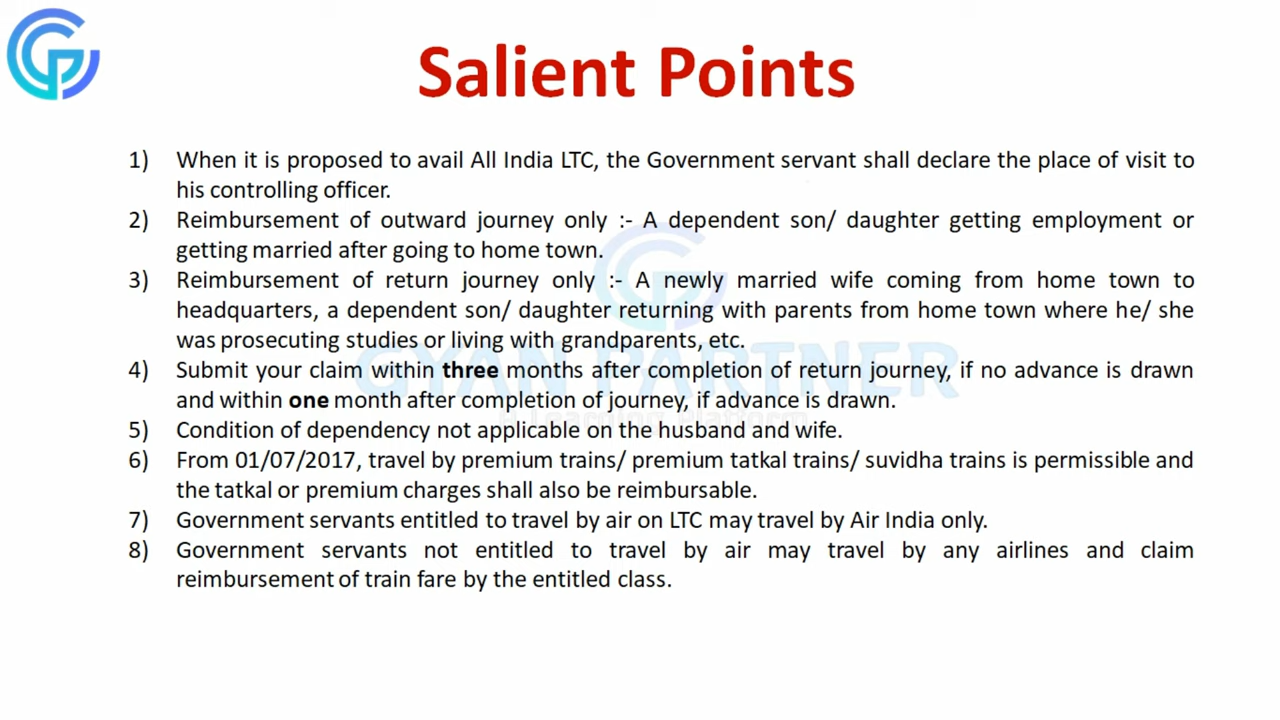 Salient Points
1) When it is proposed to avail All India LTC, the Government servant shall declare the place of visit to
his controlling officer.
2) Reimbursement of outward journey only :- A dependent son/ daughter getting employment or
getting married after going to home town.
3) Reimbursement of return journey only :- A newly married wife coming from home town to
headquarters, a dependent son/ daughter returning with parents from home town where he/ she
was prosecuting studies or living with grandparents, etc.
4) Submit your claim within three months after completion of return journey, if no advance is drawn
and within one month after completion of journey, if advance is drawn.
5) Condition of dependency not applicable on the husband and wife.
6) From 01/07/2017, travel by premium trains/ premium tatkal trains/ suvidha trains is permissible and
the tatkal or premium charges shall also be reimbursable.
7) Government servants entitled to travel by air on LTC may travel by Air India only.
8) Government servants not entitled to travel by air may travel by any airlines and claim
reimbursement of train fare by the entitled class.
GYAN PARTNER
A Learning Platform